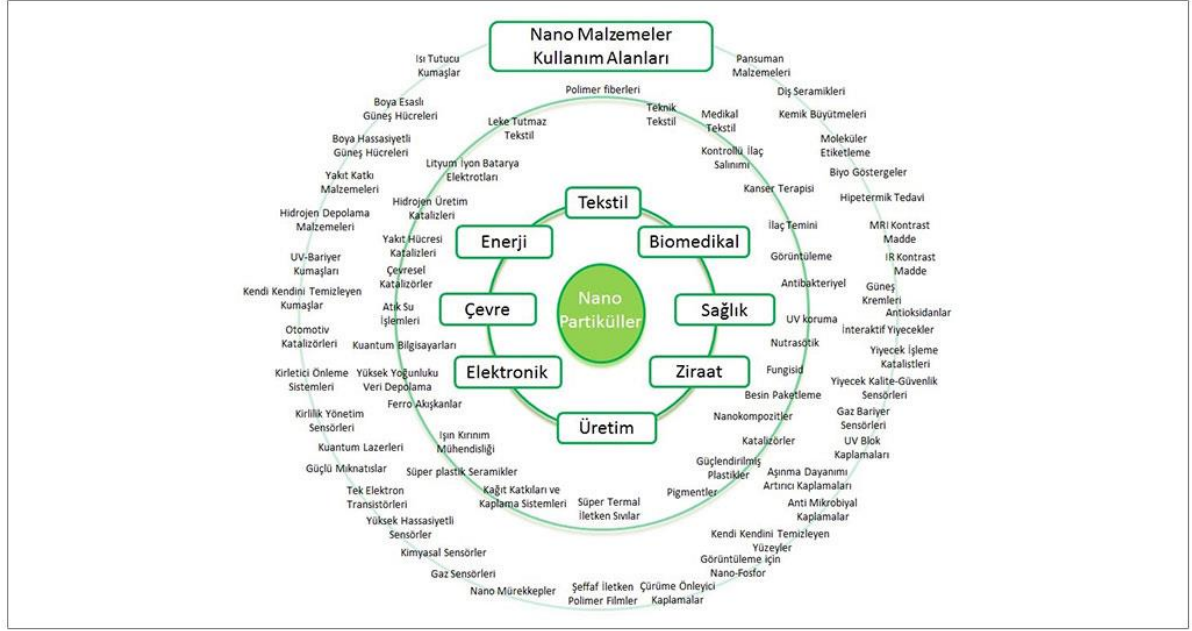 Nano Malzemeler
Kullanım Alanları
Isı Tutucu
Kumaşlar
Boya Esaslı
Güneş Hücreleri
Boya Hassasiyetli
Güneş Hücreleri
Yakıt Katkı
Malzemeleri
Hidrojen Depolama
Malzemeleri
UV-Bariyer
Kumaşları
Kendi Kendini Temizleyen
Kumaşlar
Otomotiv
Katalizörleri
Kirletici Önleme
Sistemleri
Kirlilik Yönetim
Sensörleri
Kuantum Lazerleri
Güçlü Mıknatıslar
Tek Elektron
Transistörleri
Yüksek Hassasiyetli
Sensörler
Kimyasal Sensörler
Gaz Sensörleri
Nano Mürekkepler
Şeffaf İletken
Polimer Filmler
Çürüme Önleyici
Kaplamalar
Görüntüleme için
Nano-Fosfor
Kendi Kendini Temizleyen
Yüzeyler
Anti Mikrobiyal
Kaplamalar
Aşınma Dayanımı
Artırıcı Kaplamaları
UV Blok
Kaplamaları
Gaz Bariyer
Sensörleri
Yiyecek Kalite-Güvenlik
Sensörleri
Yiyecek İşleme
Katalistleri
İnteraktif Yiyecekler
Antioksidanlar
Güneş
Kremleri
IR Kontrast
Madde
MRI Kontrast
Madde
Hipetermik Tedavi
Biyo Göstergeler
Moleküler
Etiketleme
Kemik Büyütmeleri
Diş Seramikleri
Pansuman
Malzemeleri
Polimer fiberleri
Teknik
Tekstil
Medikal
Tekstil
Kontrollü İlaç
Salınımı
Kanser Terapisi
İlaç Temini
Görüntüleme
Antibakteriyel
UV koruma
Nutrasötik
Fungisid
Besin Paketleme
Nanokompozitler
Katalizörler
Güçlendirilmiş
Plastikler
Pigmentler
Süper Termal
İletken Sıvılar
Kağıt Katkıları ve
Kaplama Sistemleri
Süper plastik Seramikler
Işın Kırınım
Mühendisliği
Ferro Akışkanlar
Yüksek Yoğunluku
Veri Depolama
Kuantum Bilgisayarları
Atık Su
İşlemleri
Çevresel
Katalizörler
Yakıt Hücresi
Katalizleri
Hidrojen Üretim
Katalizleri
Lityum İyon Batarya
Elektrotları
Leke Tutmaz
Tekstil
Tekstil
Biomedikal
Sağlık
Ziraat
Üretim
Elektronik
Çevre
Enerji
Nano
Partiküller